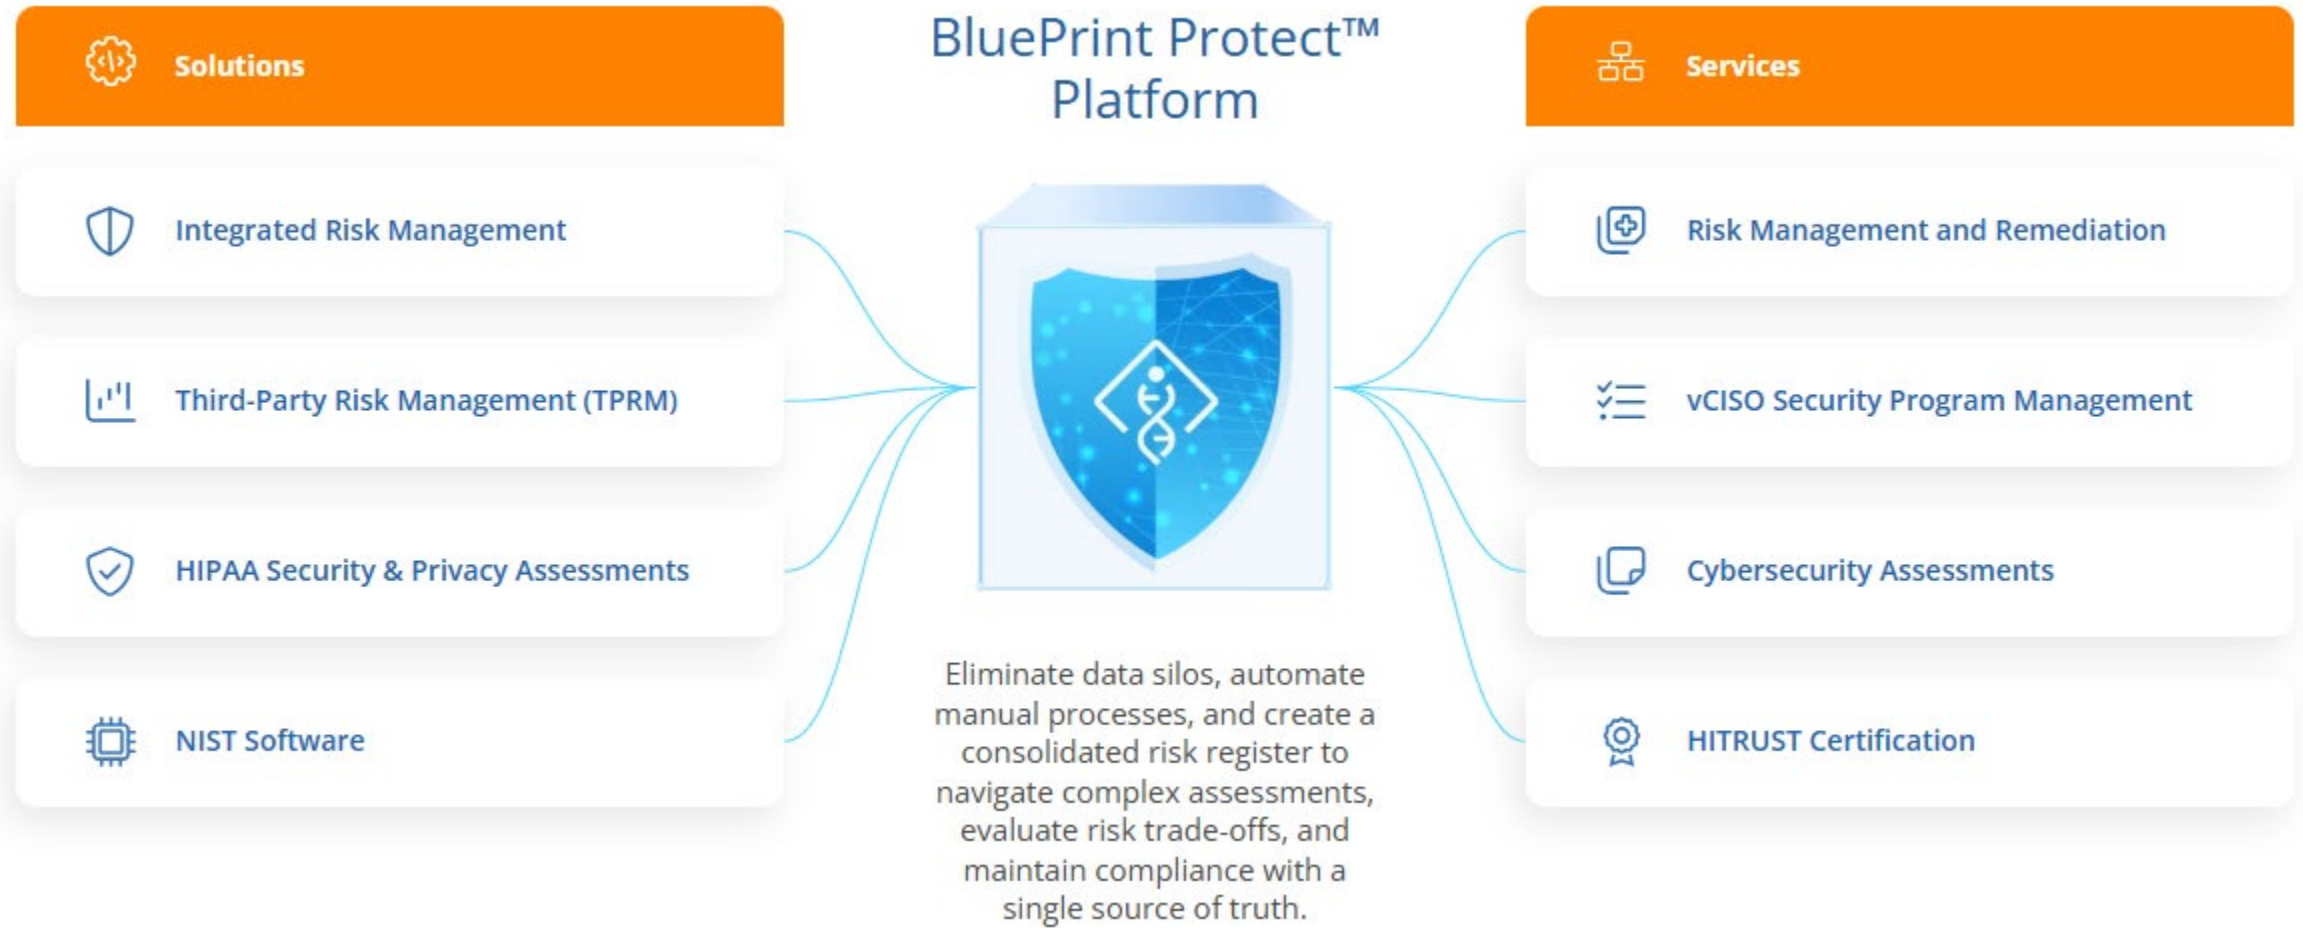 Solutions
Integrated Risk Management
Third-Party Risk Management (TPRM)
HIPAA Security & Privacy Assessments
NIST Software
BluePrint Protect™
Platform
Eliminate data silos, automate
manual processes, and create a
consolidated risk register to
navigate complex assessments,
evaluate risk trade-offs, and
maintain compliance with a
single source of truth.
Services
Risk Management and Remediation
vCISO Security Program Management
Cybersecurity Assessments
HITRUST Certification